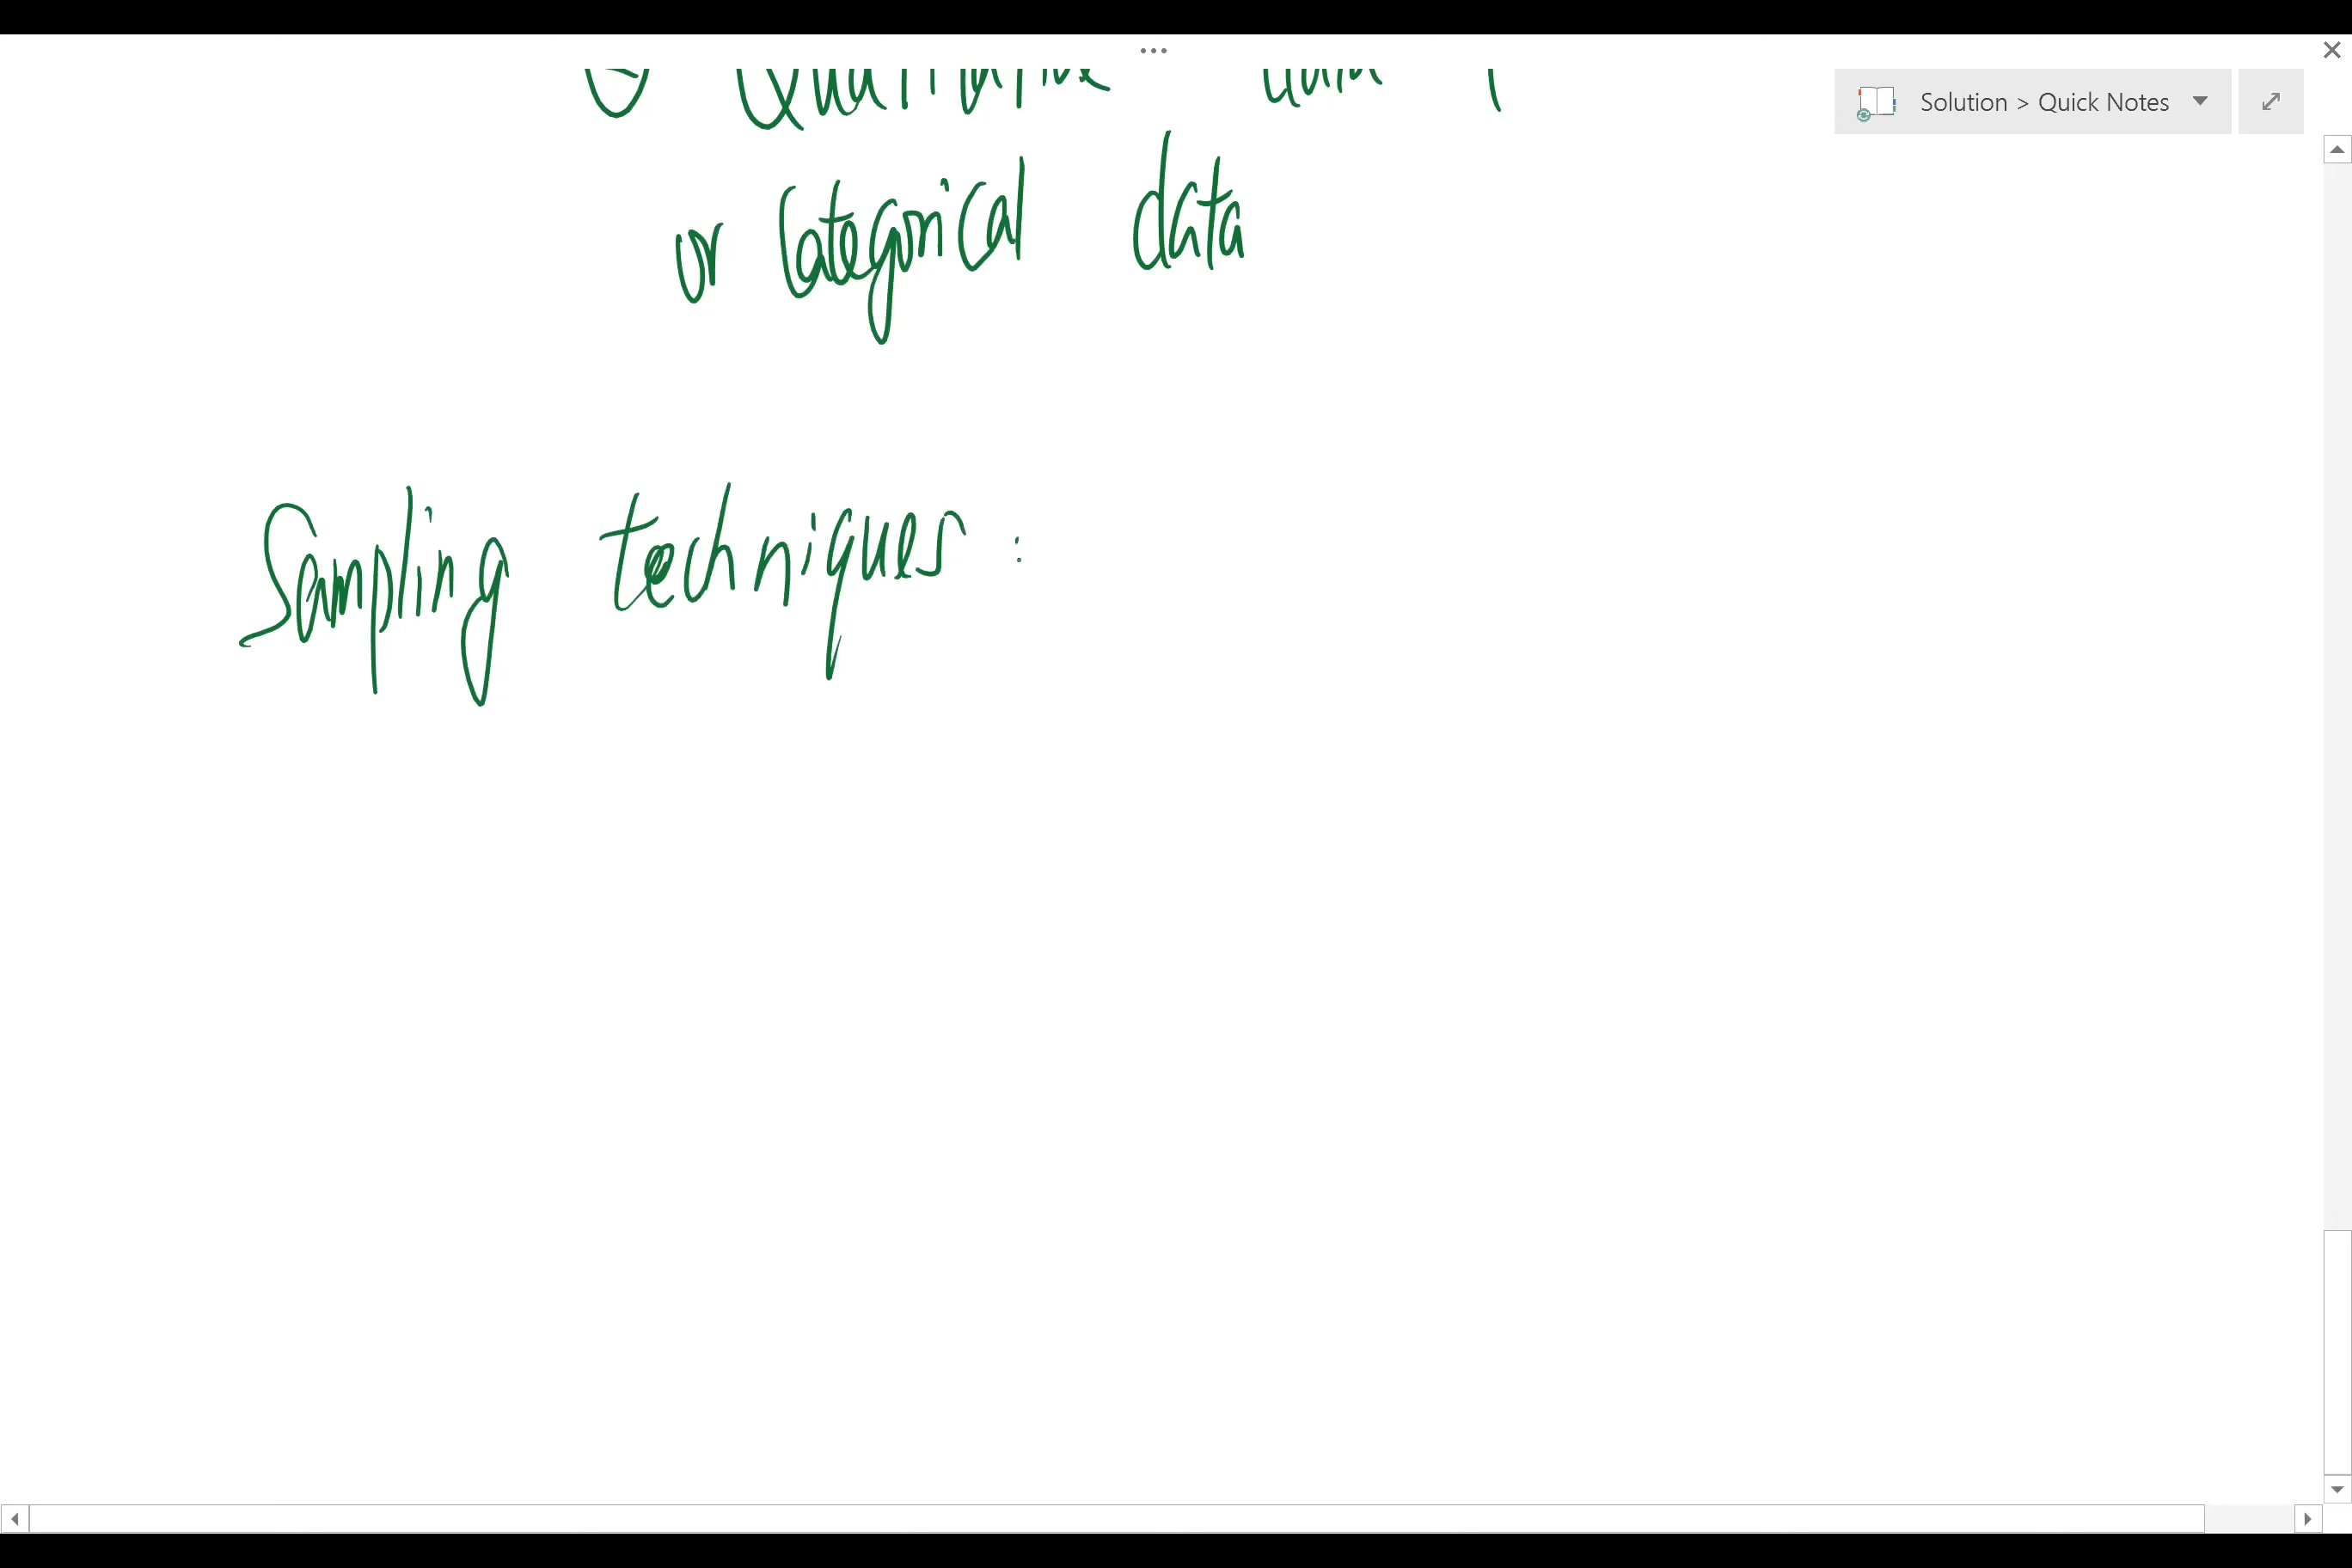 Solution > Quick Notes
or Categorical data
Sampling techniques :